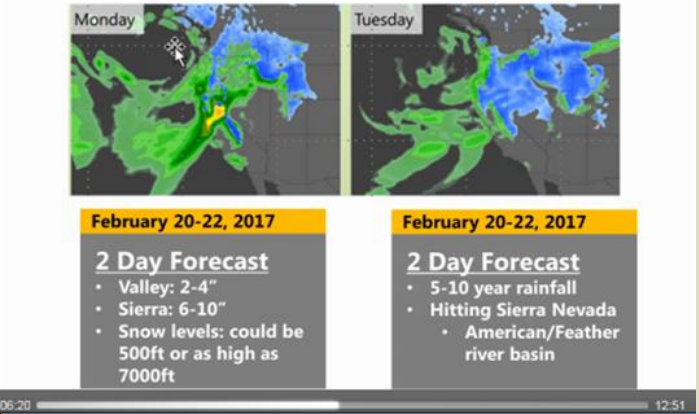 Monday
Tuesday
February 20-22, 2017
2 Day Forecast
• Valley: 2-4”
• Sierra: 6-10”
• Snow levels: could be
500ft or as high as
7000ft
February 20-22, 2017
2 Day Forecast
• 5-10 year rainfall
• Hitting Sierra Nevada
• American/Feather
river basin
06:20
12:51